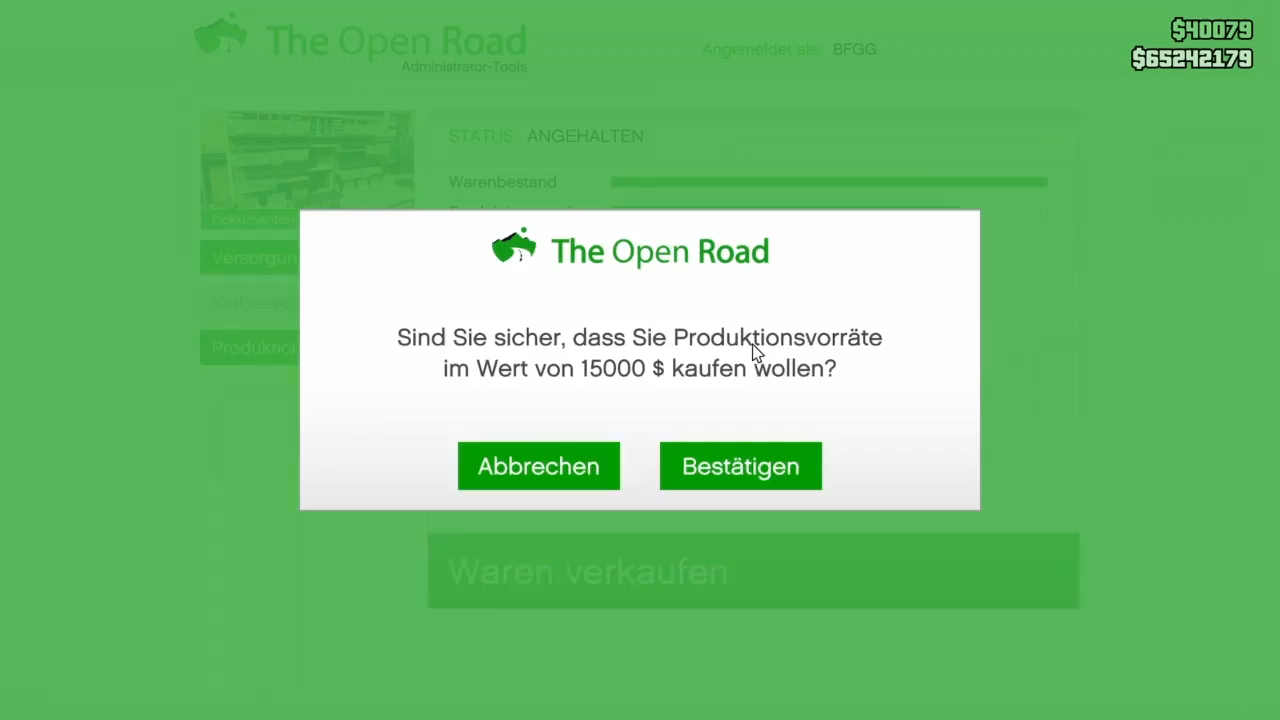 The Open Road
Administrator-Tools
Angemeldet als: BFGG
$40079
$65242179
STATUS: ANGEHALTEN
Warenbestand
The Open Road
Sind Sie sicher, dass Sie Produktionsvorräte
im Wert von 15000 $ kaufen wollen?
Abbrechen
Bestätigen
Waren verkaufen